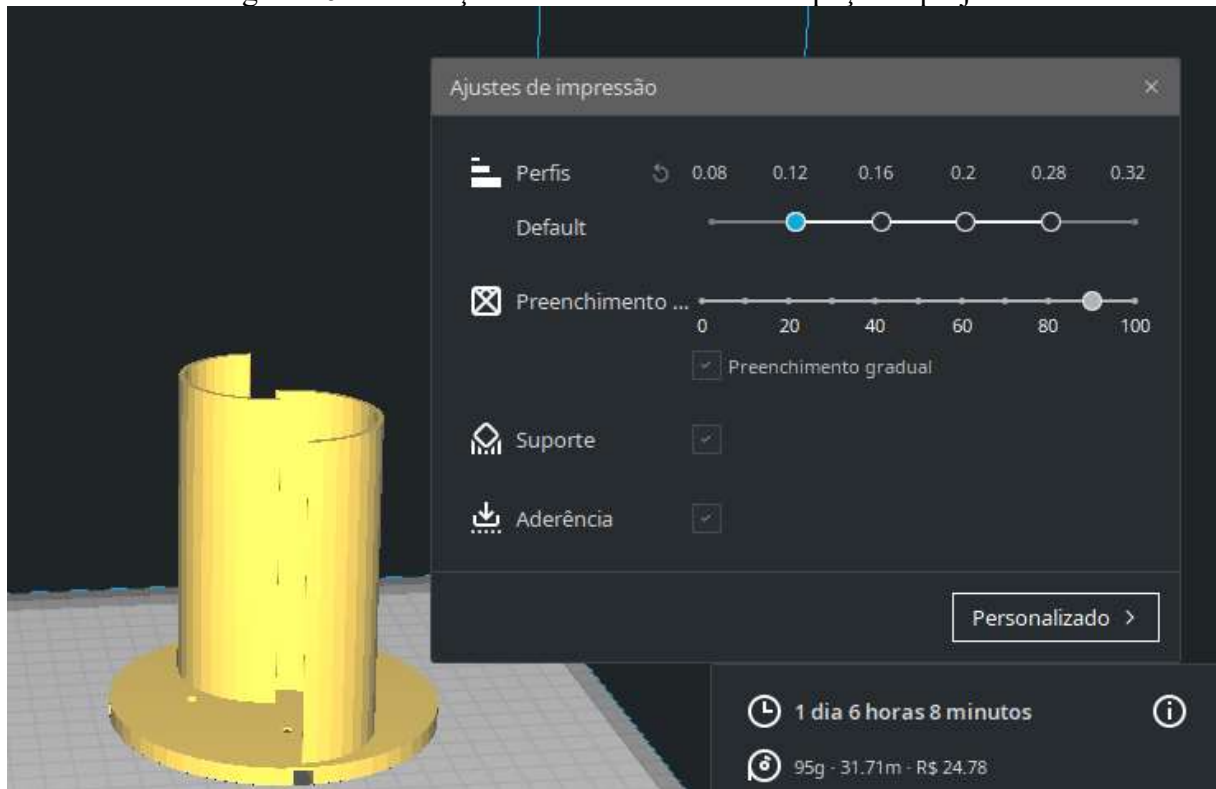 Ajustes de impressão
Perfis 0.08 0.12 0.16 0.2 0.28 0.32
Default
Preenchimento ...
0 20 40 60 80 100
Preenchimento gradual
Suporte
Aderência
Personalizado >
1 dia 6 horas 8 minutos
95g · 31.71m · R$ 24.78